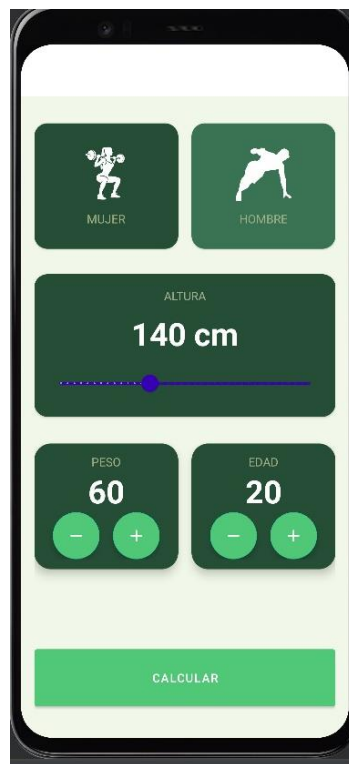 MUJER
HOMBRE
ALTURA
140 cm
PESO
EDAD
60
20
− +
− +
CALCULAR